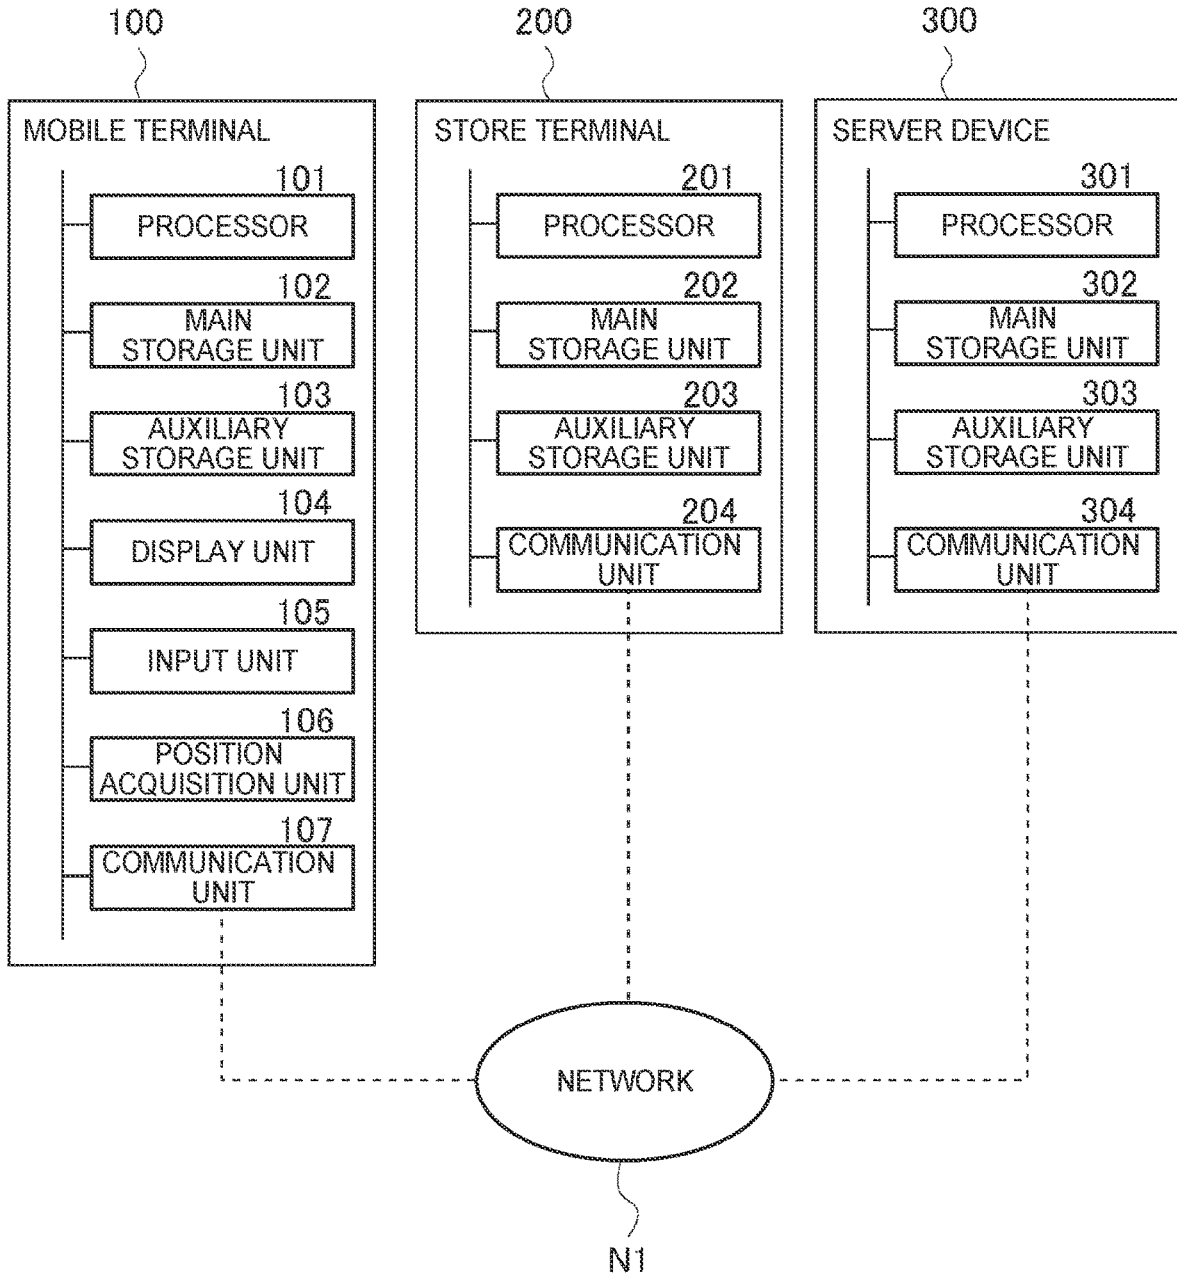 100
200
300
MOBILE TERMINAL
101
PROCESSOR
102
MAIN
STORAGE UNIT
103
AUXILIARY
STORAGE UNIT
104
DISPLAY UNIT
105
INPUT UNIT
106
POSITION
ACQUISITION UNIT
107
COMMUNICATION
UNIT
STORE TERMINAL
201
PROCESSOR
202
MAIN
STORAGE UNIT
203
AUXILIARY
STORAGE UNIT
204
COMMUNICATION
UNIT
SERVER DEVICE
301
PROCESSOR
302
MAIN
STORAGE UNIT
303
AUXILIARY
STORAGE UNIT
304
COMMUNICATION
UNIT
NETWORK
N1